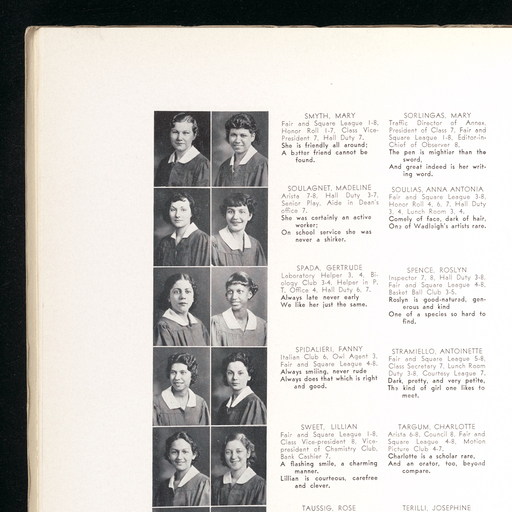 SMYTH, MARY
Fair and Square League 1-8,
Honor Roll 1-7, Class Vice-
President 7, Hall Duty 7.
She is friendly all around;
A better friend cannot be
found.
SORLINGAS, MARY
Traffic Director of Annex,
President of Class 7, Fair and
Square League 1-8, Editor-in-
Chief of Observer 8.
The pen is mightier than the
sword,
And great indeed is her writ-
ing word.
SOULAGNET, MADELINE
Arista 7-8, Hall Duty 3-7,
Senior Play, Aide in Dean's
office 7.
She was certainly an active
worker;
On school service she was
never a shirker.
SOULIAS, ANNA ANTONIA
Fair and Square League 3-8,
Honor Roll 4, 6, 7, Hall Duty
3, 4, Lunch Room 3, 4.
Comely of face, dark of hair,
One of Wadleigh's artists rare.
SPADA, GERTRUDE
Laboratory Helper 3, 4, Bi-
ology Club 3-4, Helper in P.
T. Office 4, Hall Duty 6, 7.
Always late never early
We like her just the same.
SPENCE, ROSLYN
Inspector 7, 8, Hall Duty 3-8,
Fair and Square League 4-8,
Basket Ball Club 3-5.
Roslyn is good-natured, gen-
erous and kind
One of a species so hard to
find.
SPIDALIERI, FANNY
Italian Club 6, Owl Agent 3,
Fair and Square League 4-8.
Always smiling, never rude
Always does that which is right
and good.
STRAMIELLO, ANTOINETTE
Fair and Square League 5-8,
Class Secretary 7, Lunch Room
Duty 3-8, Courtesy League 7.
Dark, pretty, and very petite,
The kind of girl one likes to
meet.
SWEET, LILLIAN
Fair and Square League 1-8,
Class Vice-president 8, Vice-
president of Chemistry Club,
Bank Cashier 7.
A flashing smile, a charming
manner,
Lillian is courteous, carefree
and clever.
TARGUM, CHARLOTTE
Arista 6-8, Council 8, Fair and
Square League 4-8, Motion
Picture Club 4-7.
Charlotte is a scholar rare,
And an orator, too, beyond
compare.
TAUSSIG, ROSE
TERILLI, JOSEPHINE